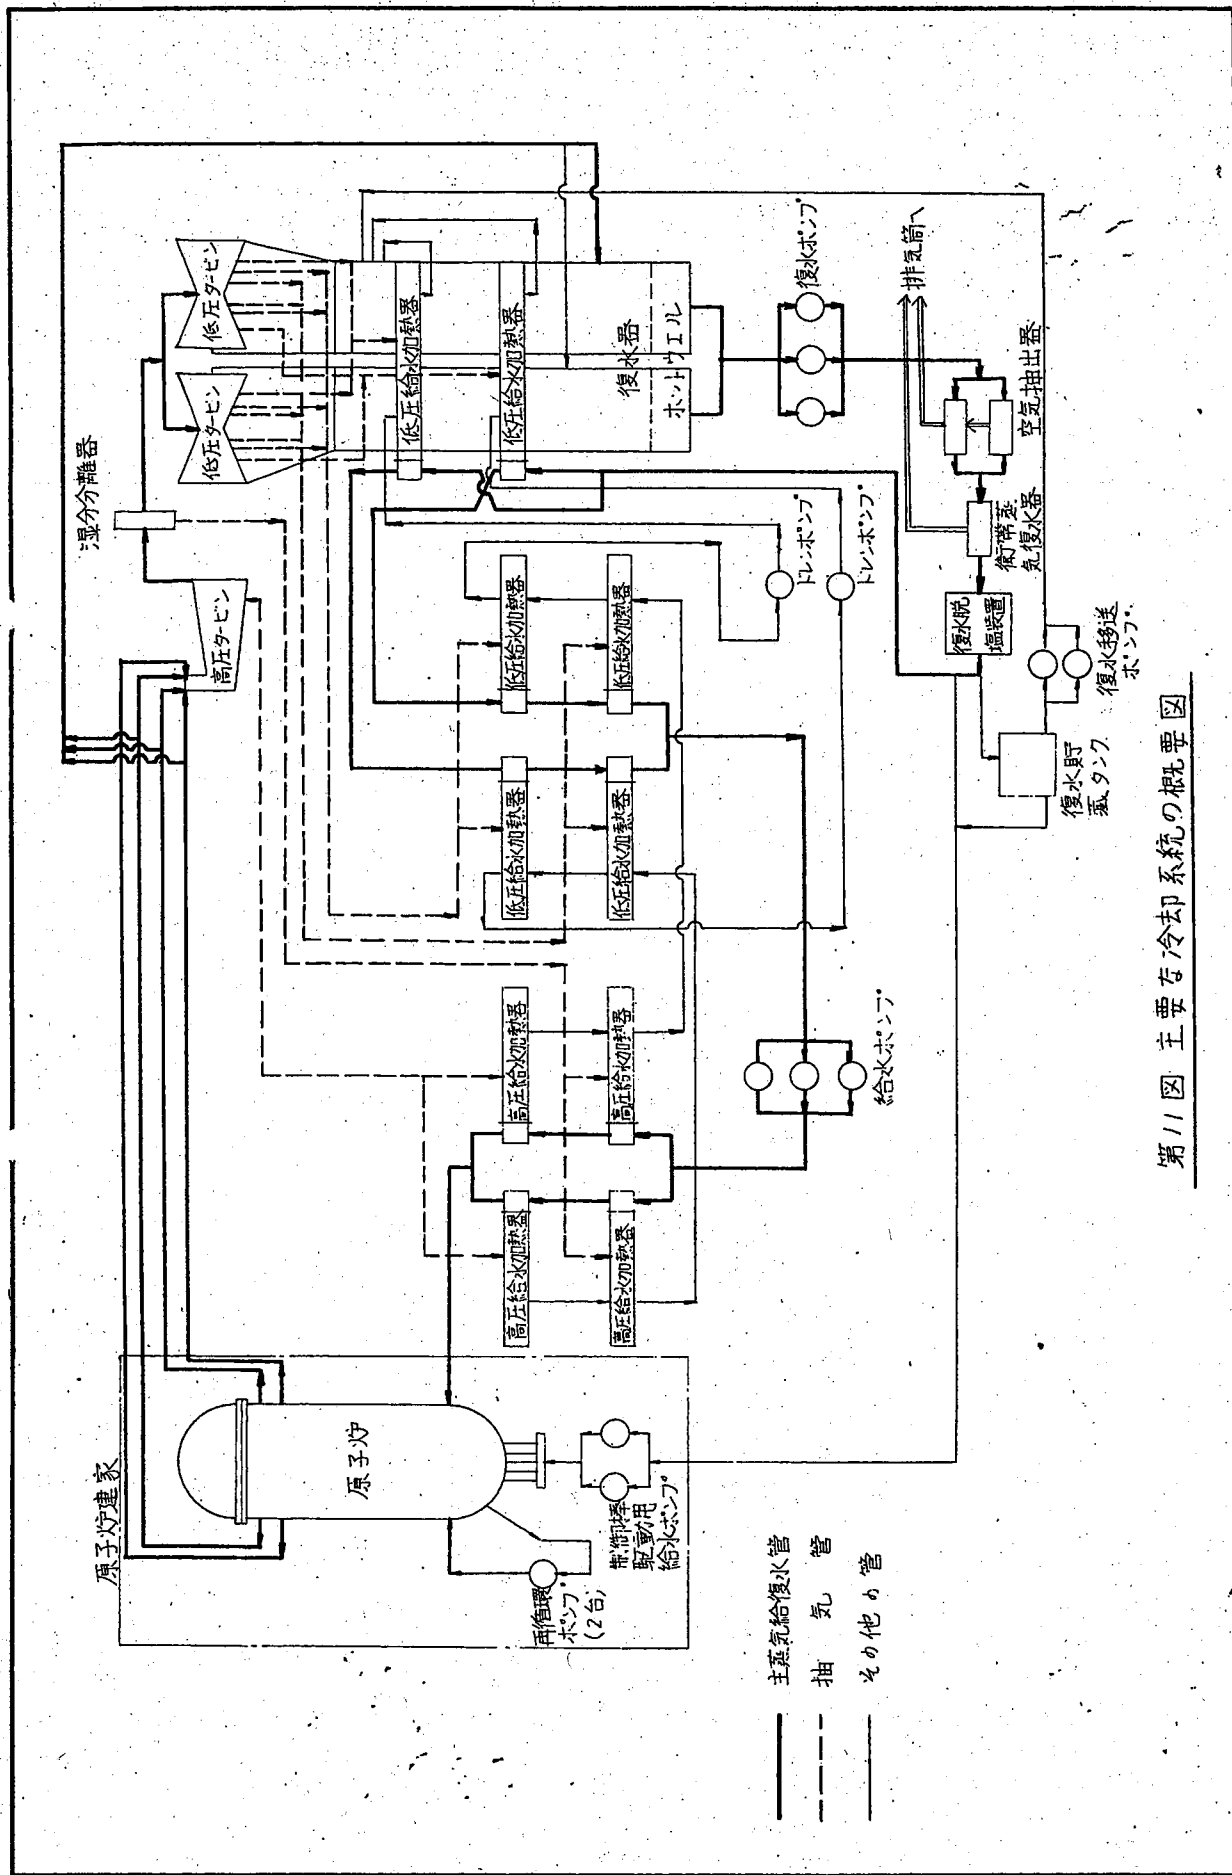 原子炉建家
原子炉
再循環
ポンプ
(2台)
制御棒
駆動用
給水ポンプ
高圧タービン
湿分分離器
低圧タービン
低圧タービン
低圧給水加熱器
低圧給水加熱器
復水器
ホットウエル
復水ポンプ
排気筒へ
空気抽出器
衛帯蒸
気復水器
復水脱
塩装置
復水移送
ポンプ
復水貯
蔵タンク
ドレンポンプ
ドレンポンプ
低圧給水加熱器
低圧給水加熱器
低圧給水加熱器
低圧給水加熱器
高圧給水加熱器
高圧給水加熱器
高圧給水加熱器
高圧給水加熱器
給水ポンプ
主蒸気給復水管
抽気管
その他の管
第11図 主要な冷却系統の概要図